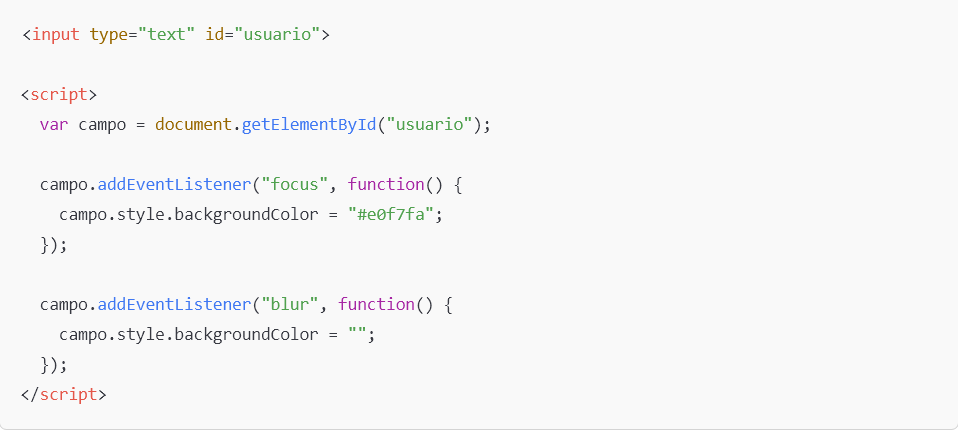 <input type="text" id="usuario">

<script>
  var campo = document.getElementById("usuario");

  campo.addEventListener("focus", function() {
    campo.style.backgroundColor = "#e0f7fa";
  });

  campo.addEventListener("blur", function() {
    campo.style.backgroundColor = "";
  });
</script>